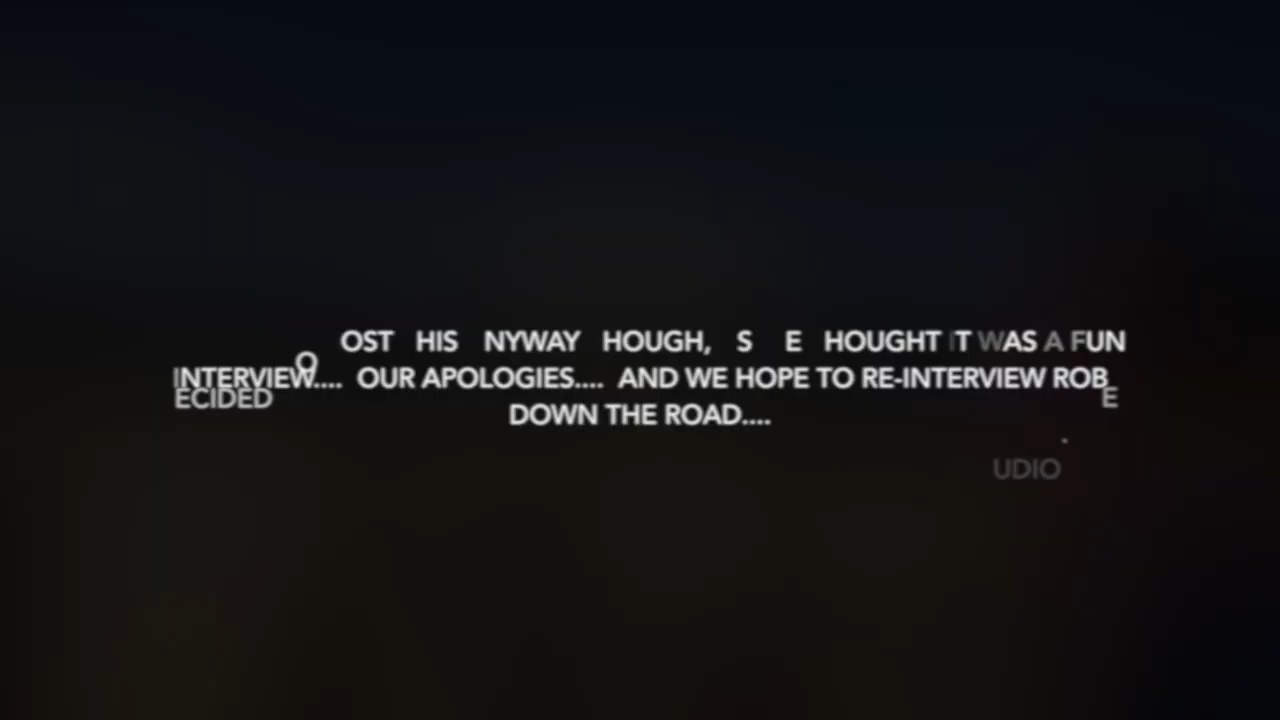 OST HIS NYWAY HOUGH, S E HOUGHT IT WAS A FUN
O
INTERVIEW.... OUR APOLOGIES.... AND WE HOPE TO RE-INTERVIEW ROB
ECIDED E
DOWN THE ROAD....
.
UDIO